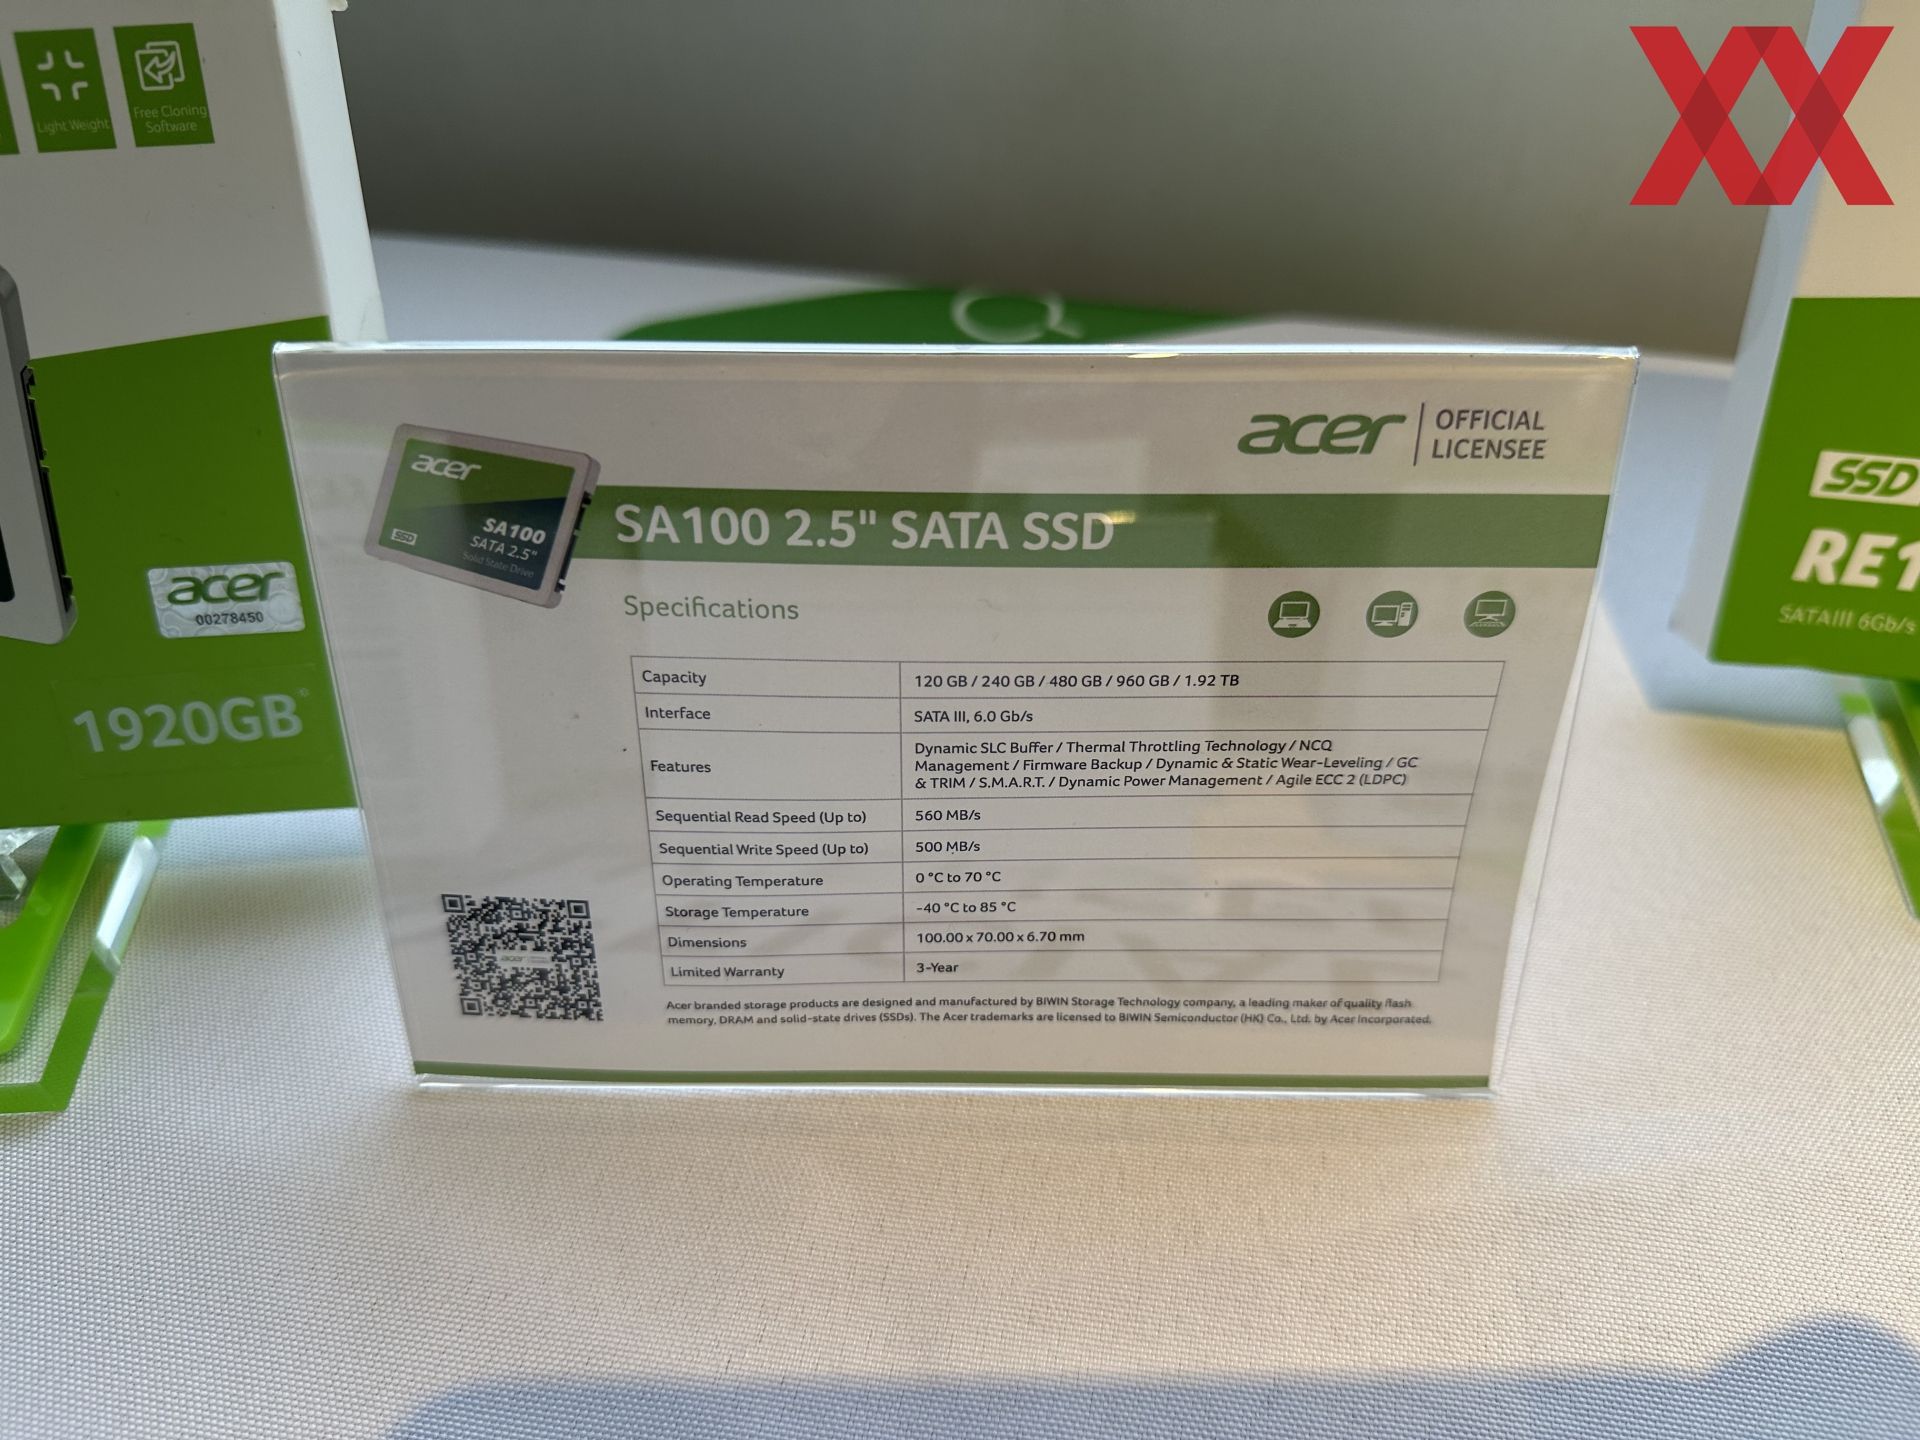 Light Weight
Free Cloning
Software
acer
00278450
1920GB
acer
SA100
SATA 2.5"
Solid State Drive
SSD
acer
OFFICIAL
LICENSEE
SA100 2.5" SATA SSD
Specifications
Capacity 120 GB / 240 GB / 480 GB / 960 GB / 1.92 TB
Interface SATA III, 6.0 Gb/s
Features Dynamic SLC Buffer / Thermal Throttling Technology / NCQ
Management / Firmware Backup / Dynamic & Static Wear-Leveling / GC
& TRIM / S.M.A.R.T. / Dynamic Power Management / Agile ECC 2 (LDPC)
Sequential Read Speed (Up to) 560 MB/s
Sequential Write Speed (Up to) 500 MB/s
Operating Temperature 0 °C to 70 °C
Storage Temperature -40 °C to 85 °C
Dimensions 100.00 x 70.00 x 6.70 mm
Limited Warranty 3-Year
Acer branded storage products are designed and manufactured by BIWIN Storage Technology company, a leading maker of quality flash
memory, DRAM and solid-state drives (SSDs). The Acer trademarks are licensed to BIWIN Semiconductor (HK) Co., Ltd. by Acer Incorporated.
acer
SSD
RE1
SATAIII 6Gb/s